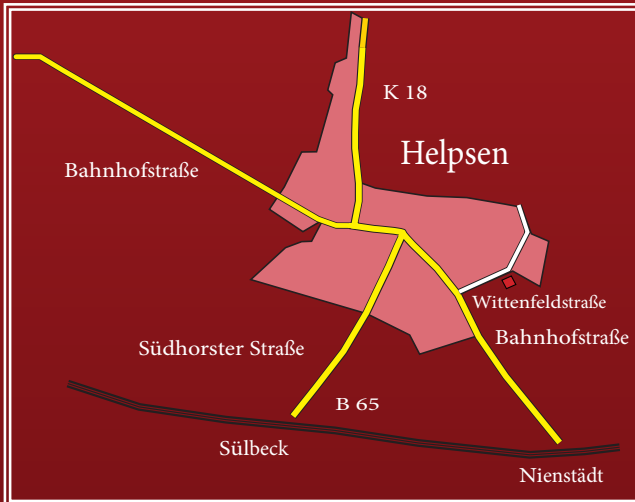 K 18
Helpsen
Bahnhofstraße
Wittenfeldstraße
Bahnhofstraße
Südhorster Straße
B 65
Sülbeck
Nienstädt